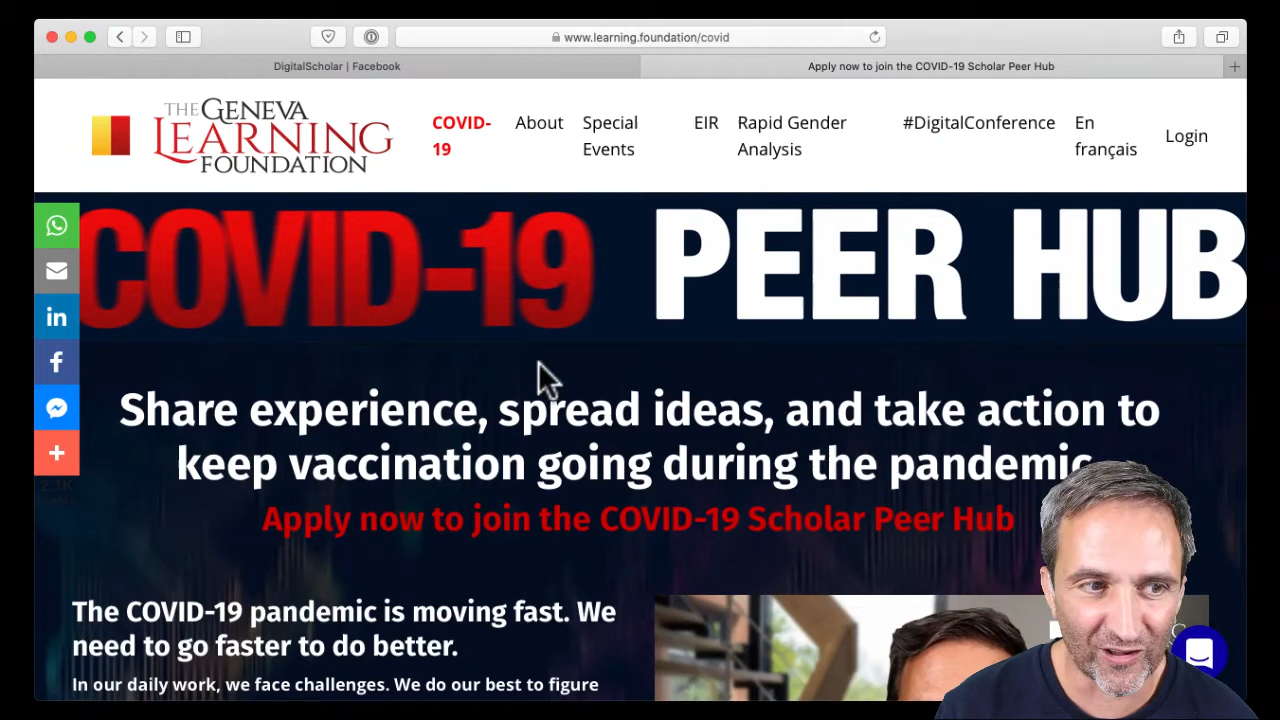 www.learning.foundation/covid
DigitalScholar | Facebook
Apply now to join the COVID-19 Scholar Peer Hub
THE GENEVA
LEARNING
FOUNDATION
COVID-
19
About
Special
Events
EIR
Rapid Gender
Analysis
#DigitalConference
En
français
Login
COVID-19 PEER HUB
Share experience, spread ideas, and take action to
keep vaccination going during the pandemic
Apply now to join the COVID-19 Scholar Peer Hub
2.1K
The COVID-19 pandemic is moving fast. We
need to go faster to do better.
In our daily work, we face challenges. We do our best to figure